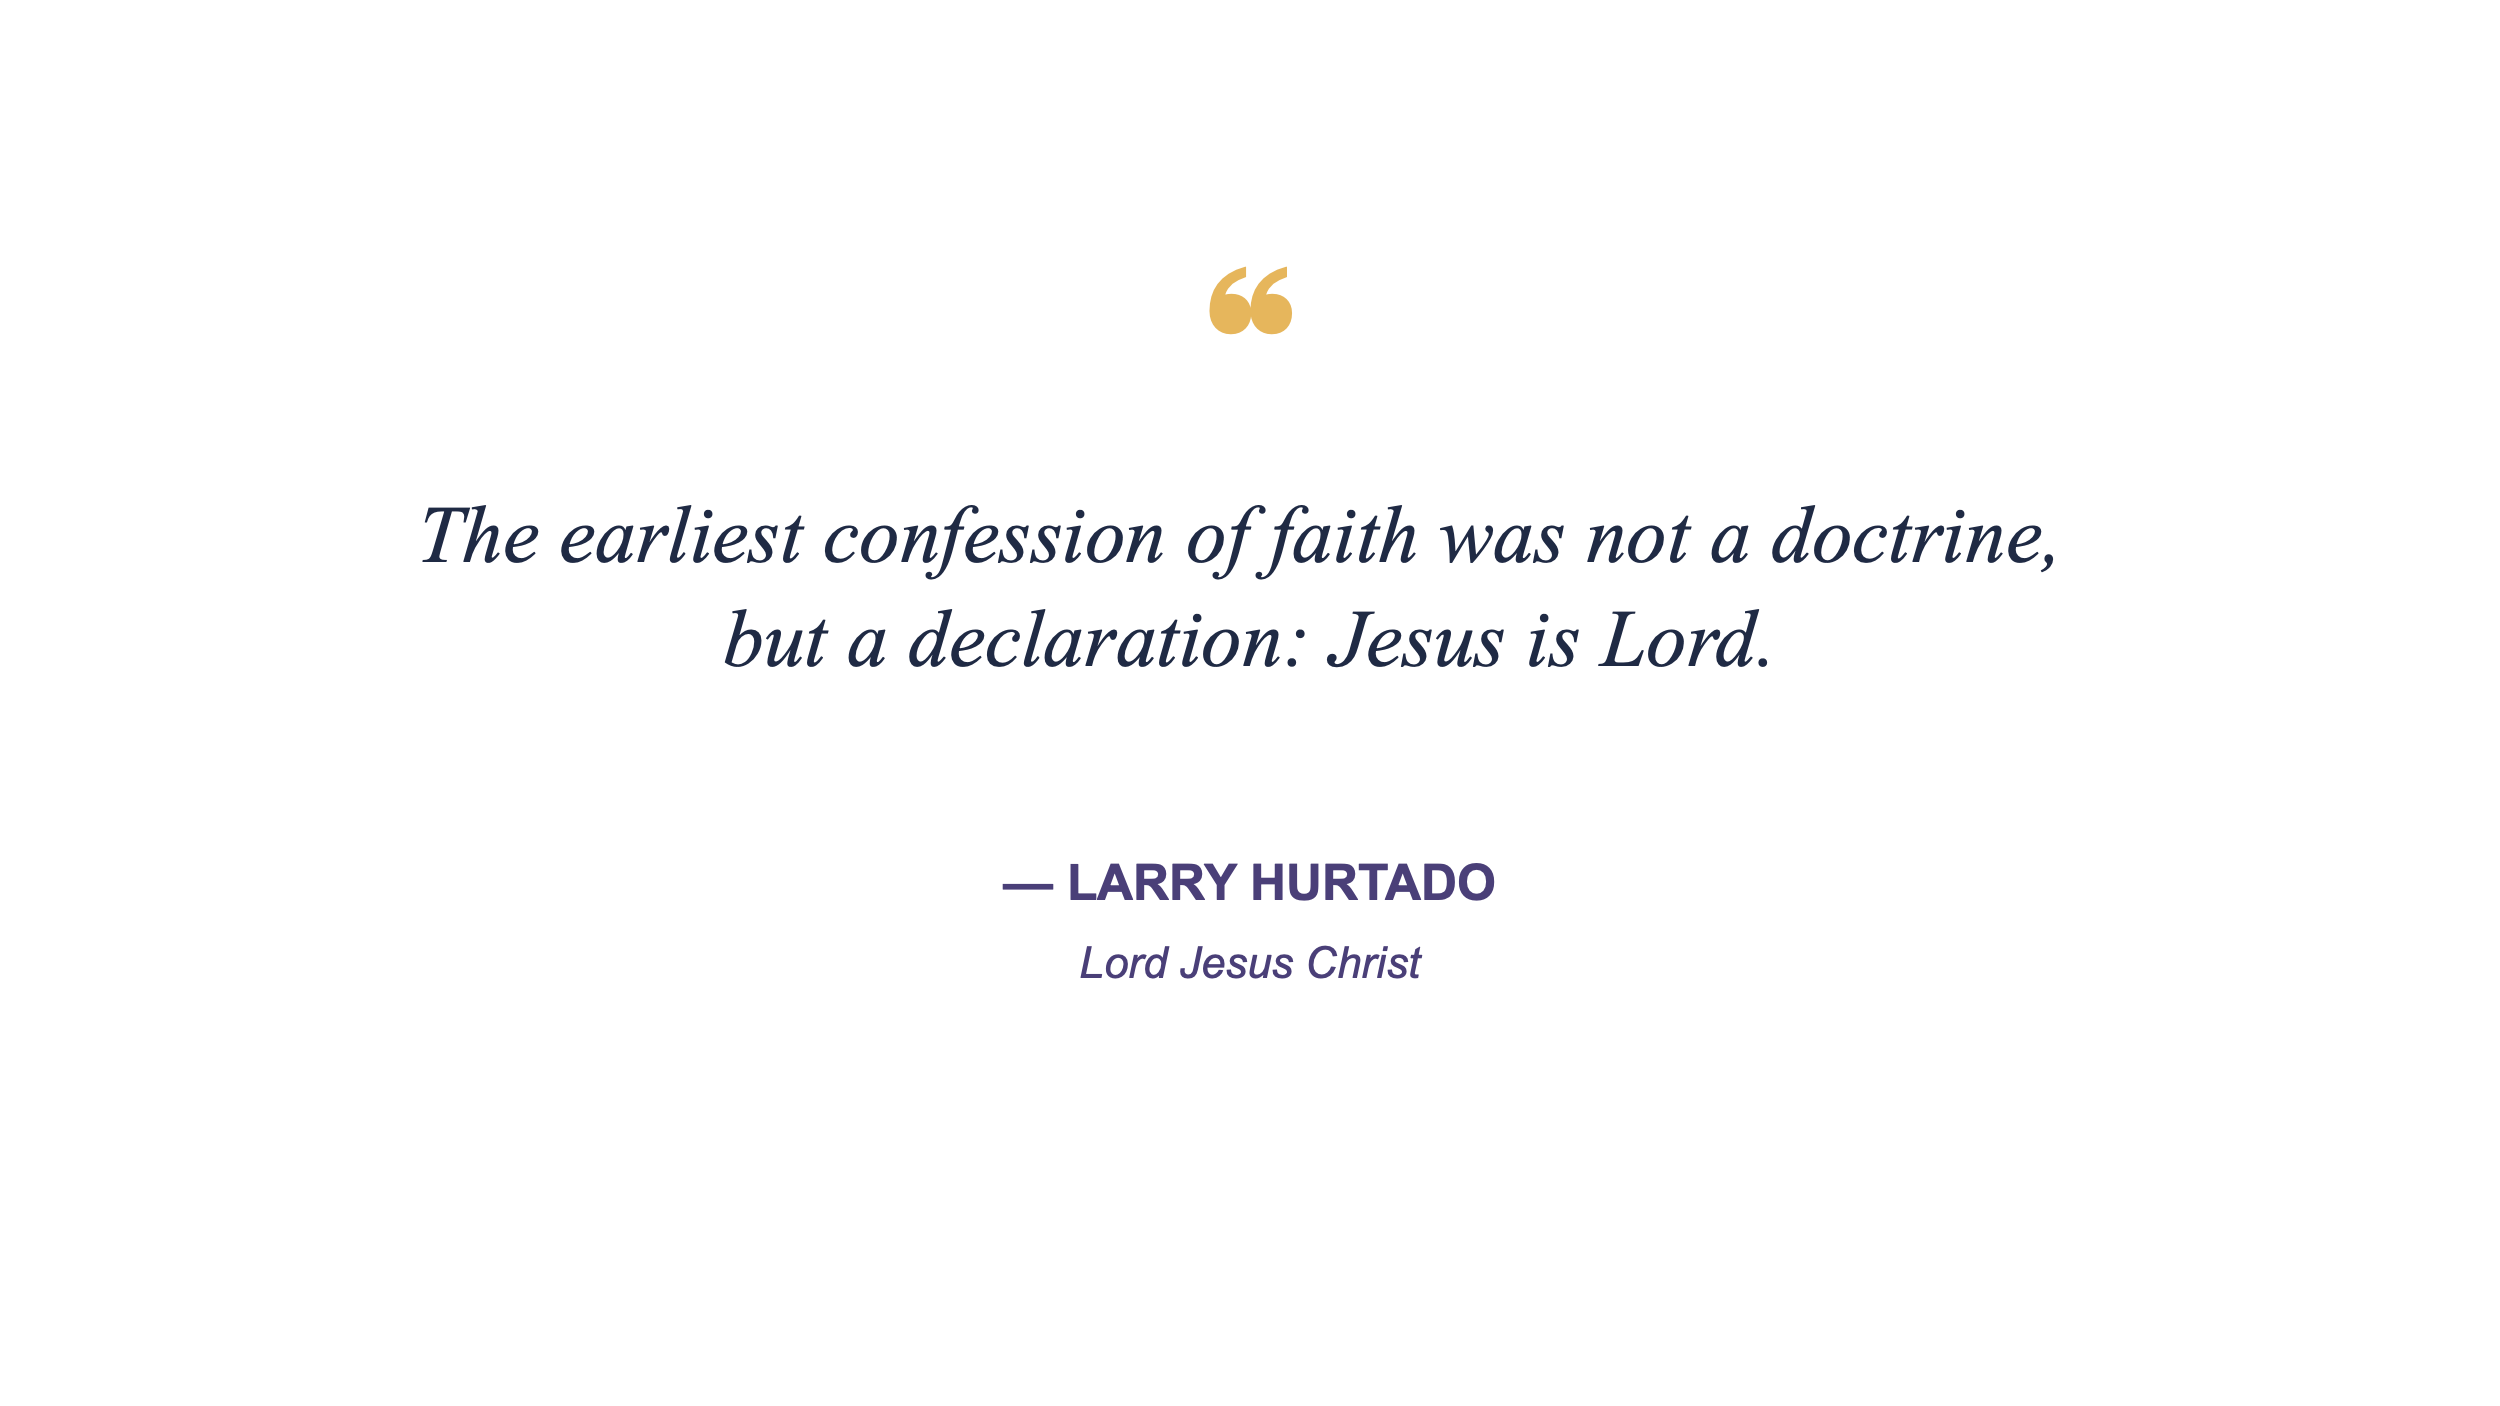 “
The earliest confession of faith was not a doctrine,
but a declaration: Jesus is Lord.
— LARRY HURTADO
Lord Jesus Christ